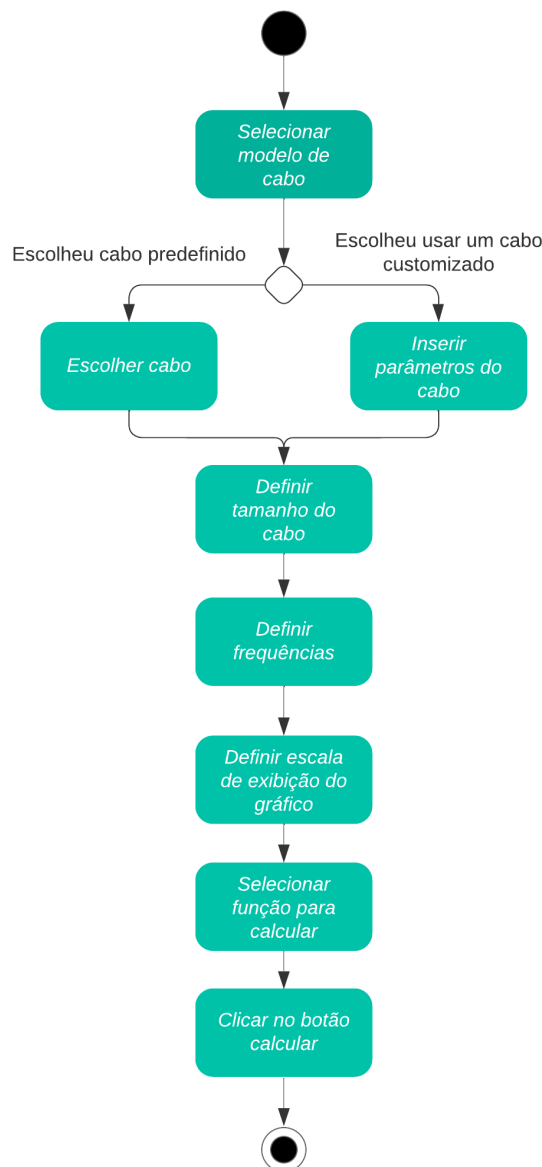 Selecionar
modelo de
cabo
Escolheu cabo predefinido
Escolheu usar um cabo
customizado
Escolher cabo
Inserir
parâmetros do
cabo
Definir
tamanho do
cabo
Definir
frequências
Definir escala
de exibição do
gráfico
Selecionar
função para
calcular
Clicar no botão
calcular